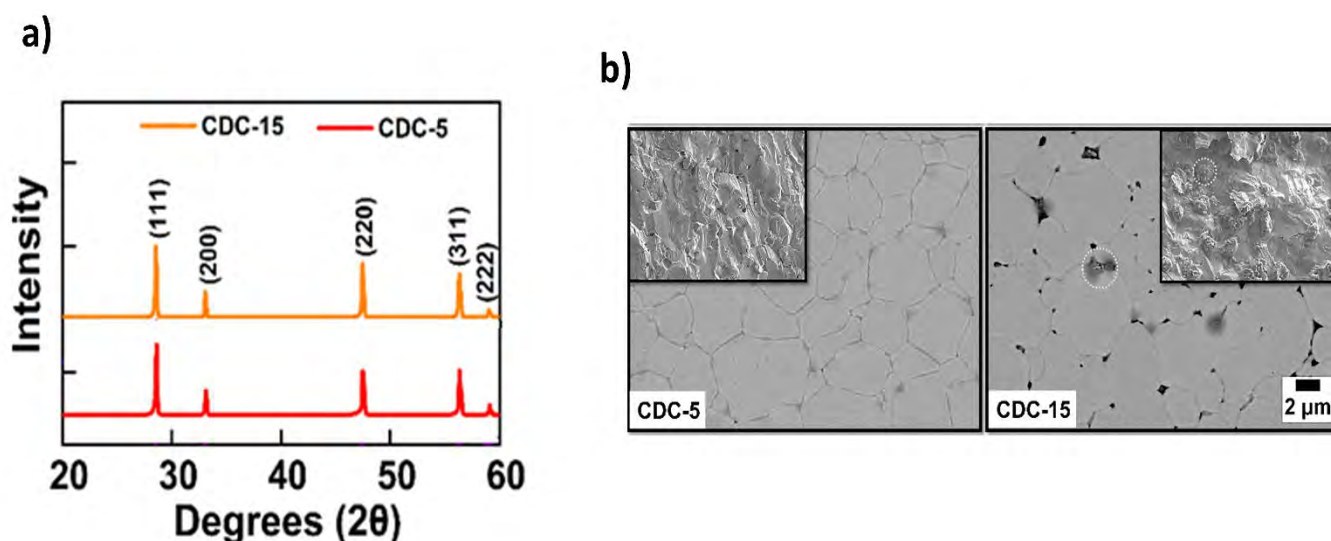 a)
CDC-15 CDC-5
(111)
(200)
(220)
(311)
(222)
Intensity
20 30 40 50 60
Degrees (2θ)
b)
CDC-5
CDC-15
2 μm